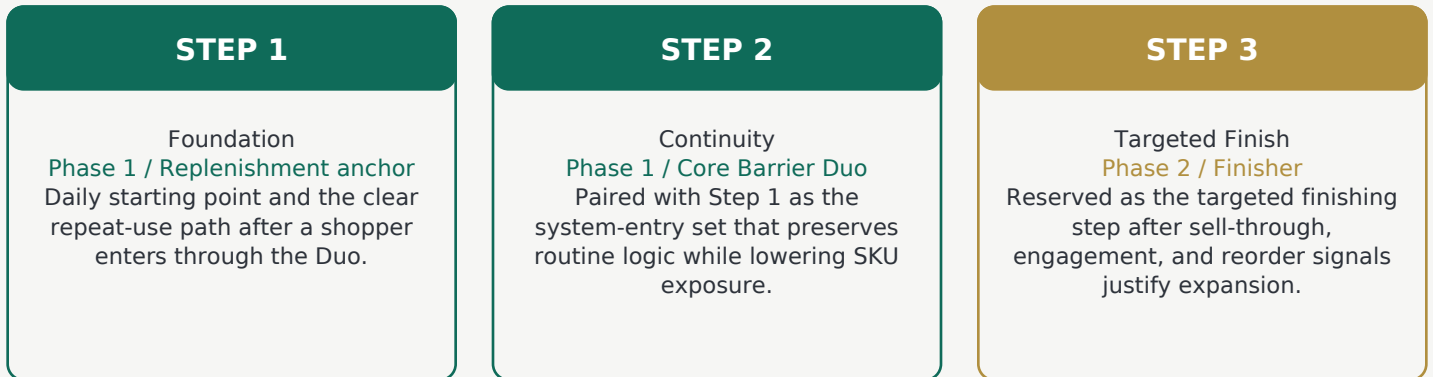 STEP 1
Foundation
Phase 1 / Replenishment anchor
Daily starting point and the clear
repeat-use path after a shopper
enters through the Duo.
STEP 2
Continuity
Phase 1 / Core Barrier Duo
Paired with Step 1 as the
system-entry set that preserves
routine logic while lowering SKU
exposure.
STEP 3
Targeted Finish
Phase 2 / Finisher
Reserved as the targeted finishing
step after sell-through,
engagement, and reorder signals
justify expansion.